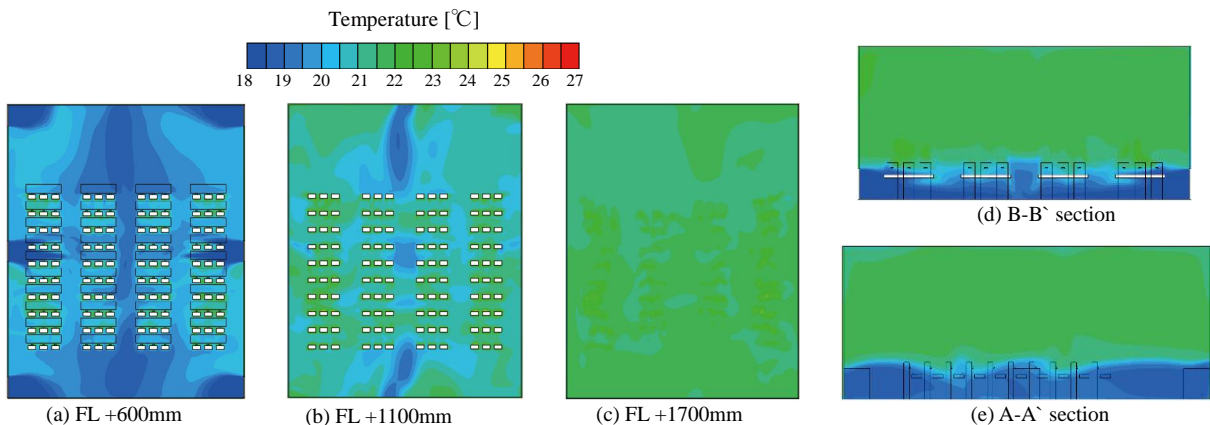 Temperature [℃]
18 19 20 21 22 23 24 25 26 27
(a) FL +600mm
(b) FL +1100mm
(c) FL +1700mm
(d) B-B` section
(e) A-A` section